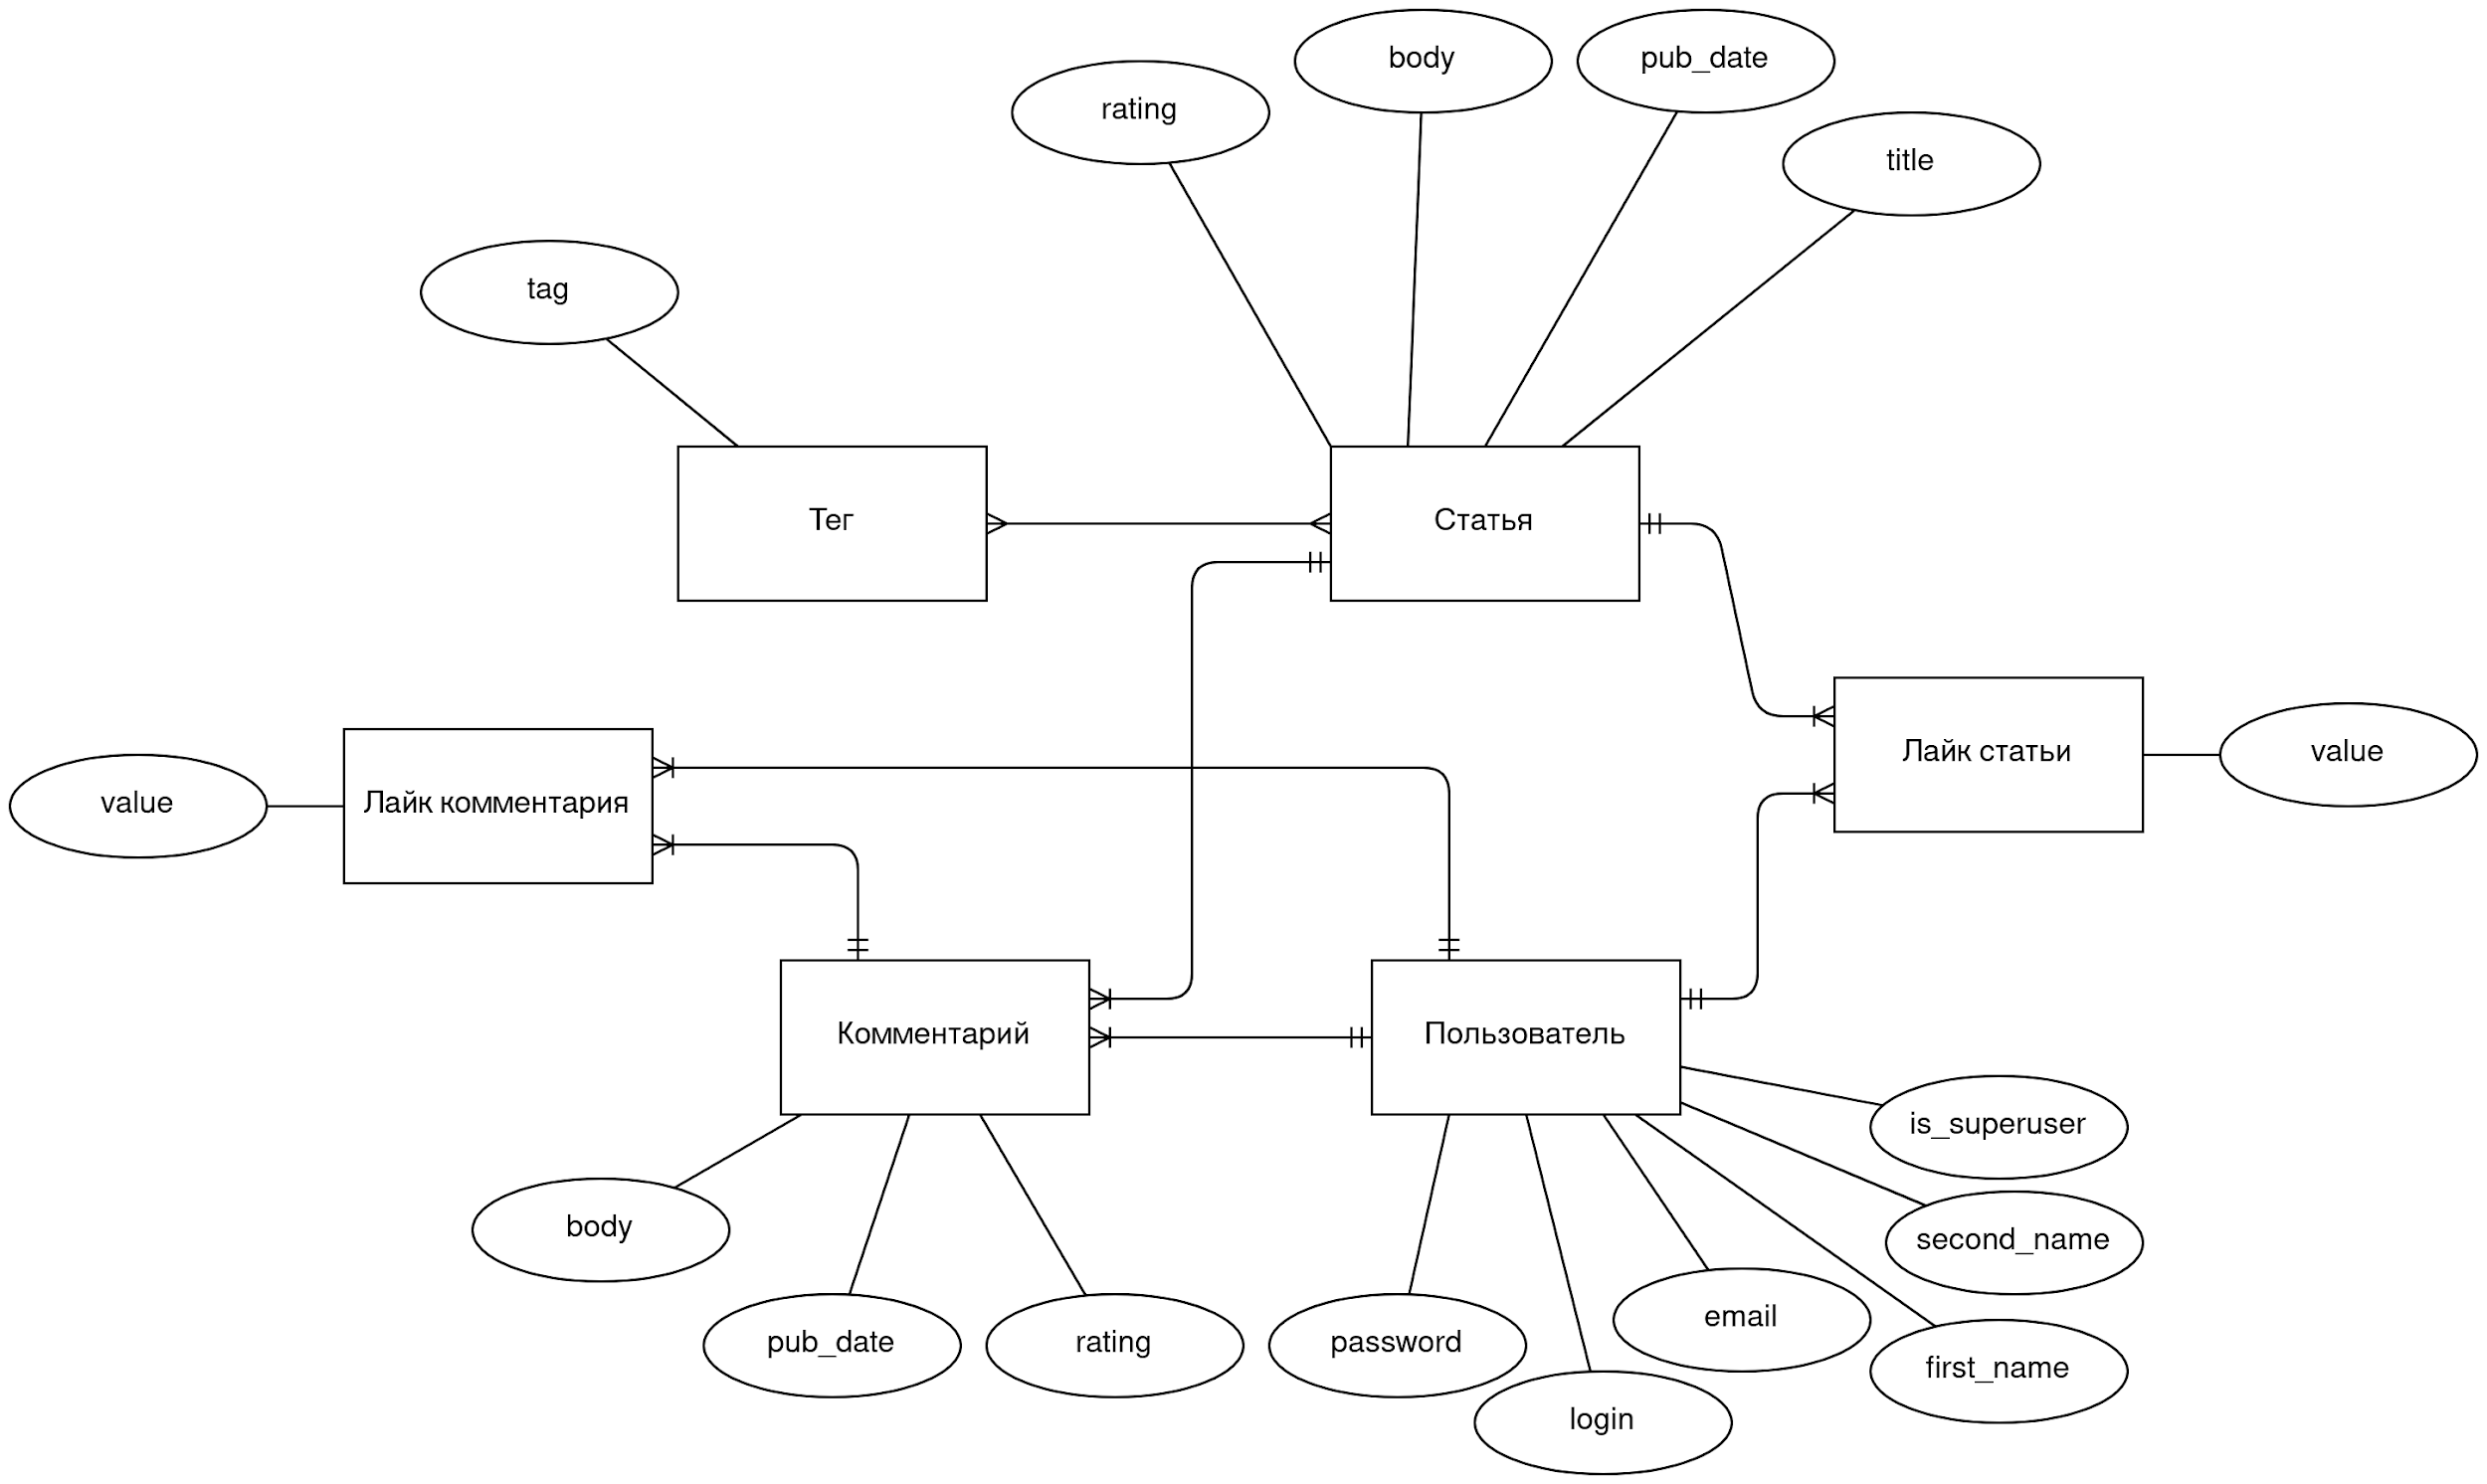 body
pub_date
rating
title
tag
Тег
Статья
Лайк статьи
value
value
Лайк комментария
Комментарий
Пользователь
is_superuser
body
second_name
email
pub_date
rating
password
first_name
login